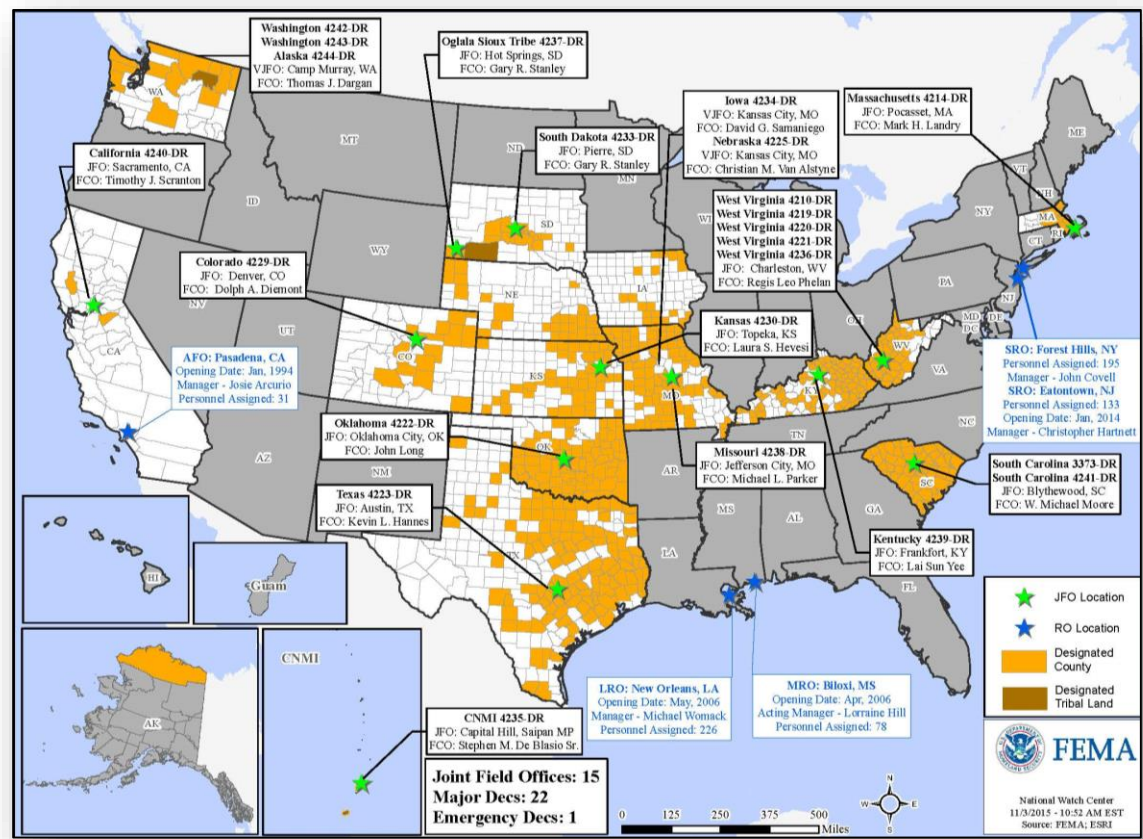 Washington 4242-DR
Washington 4243-DR
Alaska 4244-DR
VJFO: Camp Murray, WA
FCO: Thomas J. Dargan
Oglala Sioux Tribe 4237-DR
JFO: Hot Springs, SD
FCO: Gary R. Stanley
South Dakota 4233-DR
JFO: Pierre, SD
FCO: Gary R. Stanley
Iowa 4234-DR
VJFO: Kansas City, MO
FCO: David G. Samaniego
Nebraska 4225-DR
VJFO: Kansas City, MO
FCO: Christian M. Van Alstyne
Massachusetts 4214-DR
JFO: Pocasset, MA
FCO: Mark H. Landry
California 4240-DR
JFO: Sacramento, CA
FCO: Timothy J. Scranton
West Virginia 4210-DR
West Virginia 4219-DR
West Virginia 4220-DR
West Virginia 4221-DR
West Virginia 4236-DR
JFO: Charleston, WV
FCO: Regis Leo Phelan
Colorado 4229-DR
JFO: Denver, CO
FCO: Dolph A. Diemont
Kansas 4230-DR
JFO: Topeka, KS
FCO: Laura S. Hevesi
AFO: Pasadena, CA
Opening Date: Jan, 1994
Manager - Josie Arcurio
Personnel Assigned: 31
SRO: Forest Hills, NY
Personnel Assigned: 195
Manager - John Covell
SRO: Eatontown, NJ
Personnel Assigned: 133
Opening Date: Jan, 2014
Manager - Christopher Hartnett
Oklahoma 4222-DR
JFO: Oklahoma City, OK
FCO: John Long
Missouri 4238-DR
JFO: Jefferson City, MO
FCO: Michael L. Parker
South Carolina 3373-DR
South Carolina 4241-DR
JFO: Blythewood, SC
FCO: W. Michael Moore
Texas 4223-DR
JFO: Austin, TX
FCO: Kevin L. Hannes
Kentucky 4239-DR
JFO: Frankfort, KY
FCO: Lai Sun Yee
LRO: New Orleans, LA
Opening Date: May, 2006
Manager - Michael Womack
Personnel Assigned: 226
MRO: Biloxi, MS
Opening Date: Apr, 2006
Acting Manager - Lorraine Hill
Personnel Assigned: 78
CNMI 4235-DR
JFO: Capital Hill, Saipan MP
FCO: Stephen M. De Blasio Sr.
Joint Field Offices: 15
Major Decs: 22
Emergency Decs: 1
WA
MT
ND
MN
ME
VT
NH
NY
MA
RI
CT
ID
WY
SD
WI
PA
NJ
MD
DE
DC
NV
UT
CO
NE
IA
OH
WV
VA
CA
KS
MO
KY
NC
AZ
NM
OK
AR
TN
SC
TX
LA
MS
AL
GA
FL
HI
Guam
AK
CNMI
JFO Location
RO Location
Designated
County
Designated
Tribal Land
FEMA
National Watch Center
11/3/2015 - 10:52 AM EST
Source: FEMA; ESRI
N
W
E
S
0 125 250 500
Miles